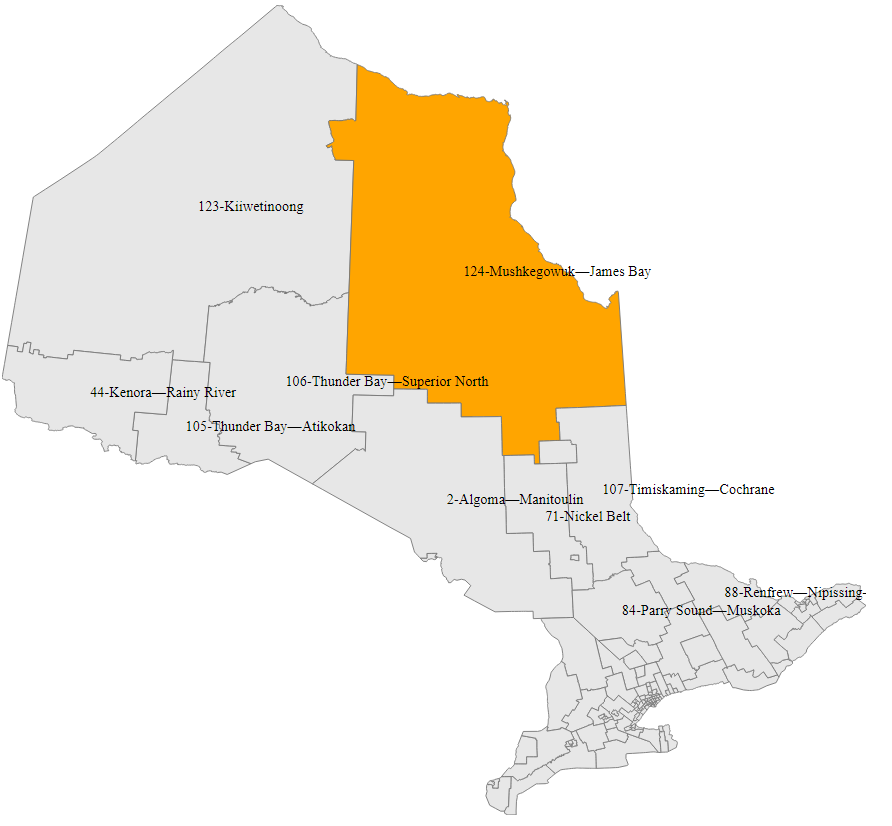 123-Kiiwetinoong
124-Mushkegowuk—James Bay
106-Thunder Bay—Superior North
44-Kenora—Rainy River
105-Thunder Bay—Atikokan
107-Timiskaming—Cochrane
2-Algoma—Manitoulin
71-Nickel Belt
88-Renfrew—Nipissing-
84-Parry Sound—Muskoka